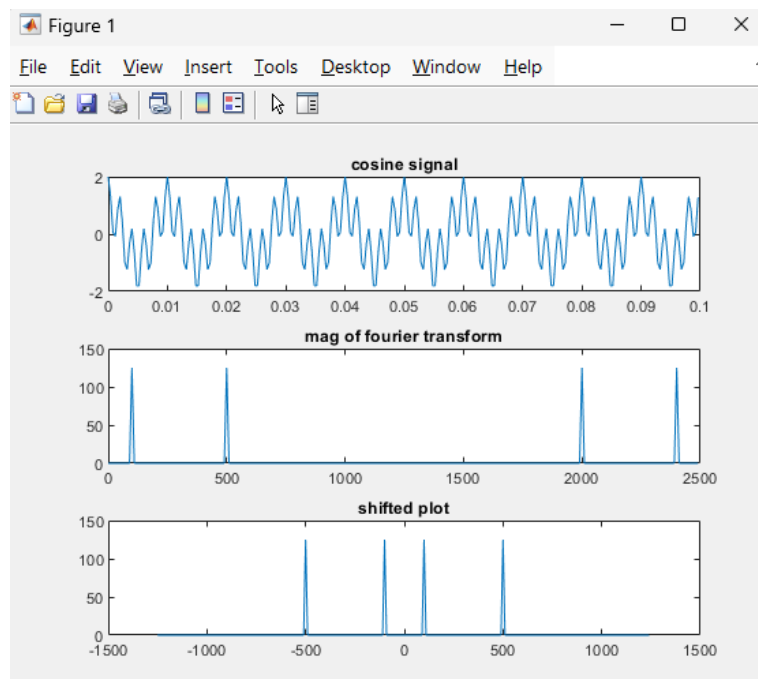 Figure 1
File Edit View Insert Tools Desktop Window Help
cosine signal
2
0
-2
0 0.01 0.02 0.03 0.04 0.05 0.06 0.07 0.08 0.09 0.1
mag of fourier transform
150
100
50
0
0 500 1000 1500 2000 2500
shifted plot
150
100
50
0
-1500 -1000 -500 0 500 1000 1500